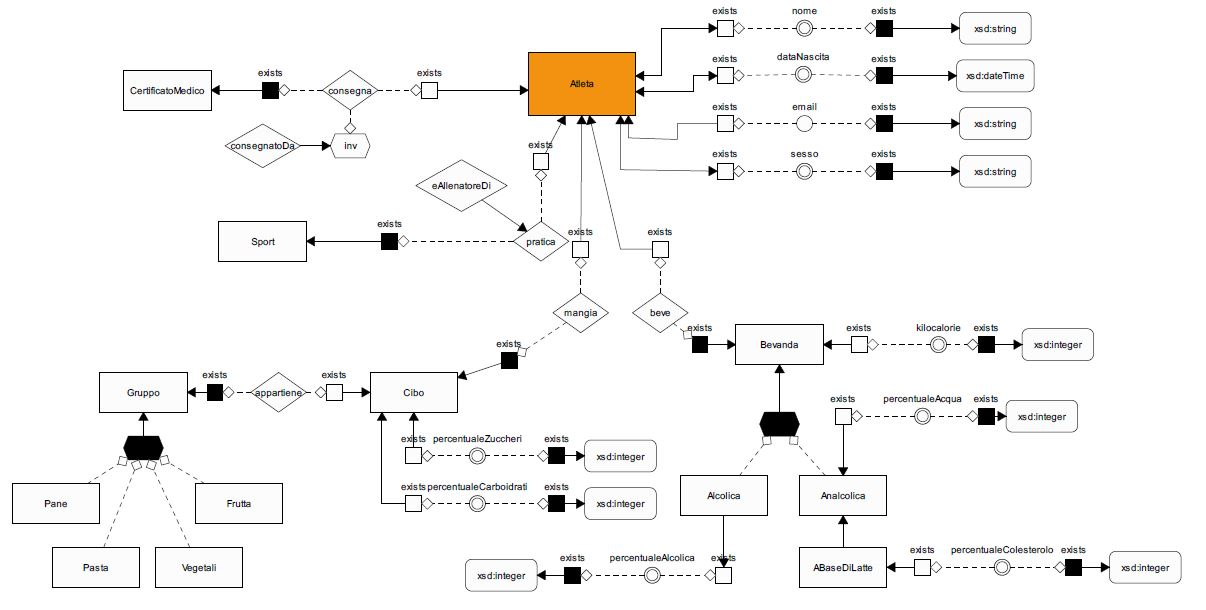 exists nome exists
xsd:string
exists dataNascita exists
Atleta
xsd:dateTime
exists exists
CertificatoMedico
consegna
exists email exists
xsd:string
consegnatoDa
inv
exists
exists sesso exists
xsd:string
eAllenatoreDi
exists
Sport
pratica
exists
mangia
beve
exists
exists kilocalorie exists
Bevanda
xsd:integer
exists
exists exists
Gruppo
appartiene
Cibo
percentualeAcqua
exists exists
xsd:integer
exists percentualeZuccheri exists
xsd:integer
exists percentualeCarboidrati exists
xsd:integer
Pane
Frutta
Alcolica
Analcolica
Pasta
Vegetali
exists percentualeAlcolica exists
xsd:integer
ABaseDiLatte
exists percentualeColesterolo exists
xsd:integer